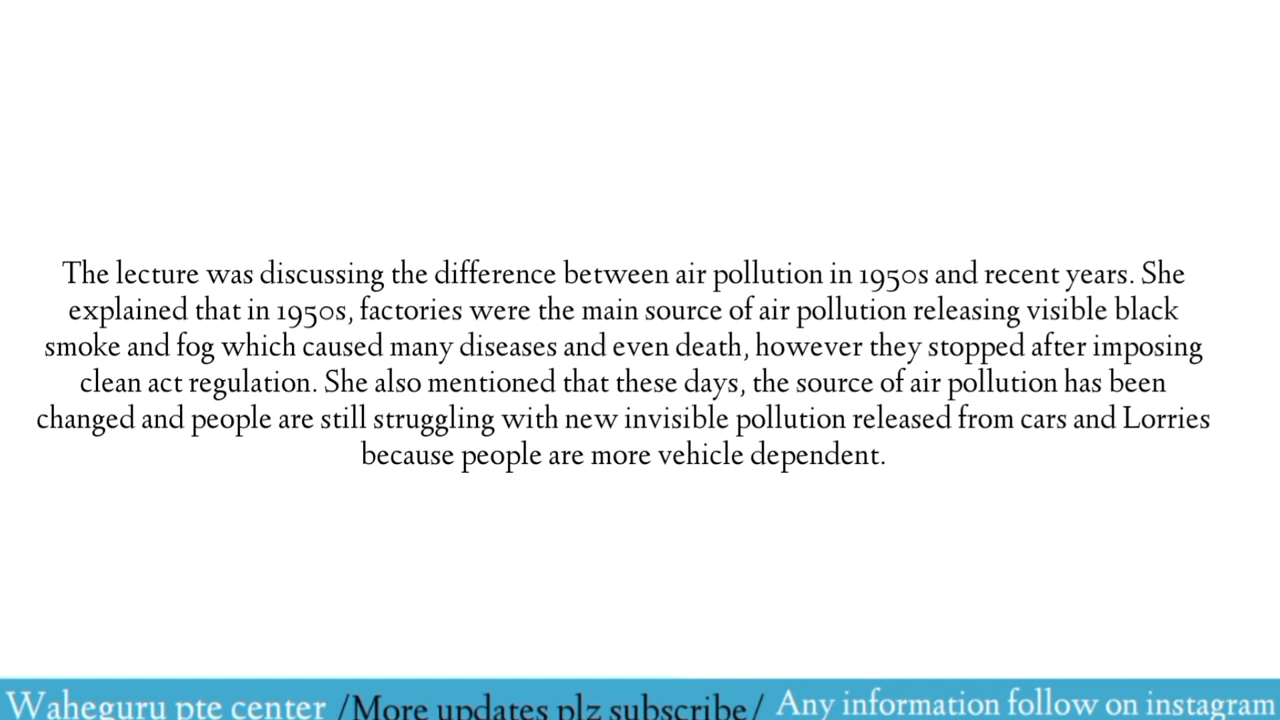 The lecture was discussing the difference between air pollution in 1950s and recent years. She
explained that in 1950s, factories were the main source of air pollution releasing visible black
smoke and fog which caused many diseases and even death, however they stopped after imposing
clean act regulation. She also mentioned that these days, the source of air pollution has been
changed and people are still struggling with new invisible pollution released from cars and Lorries
because people are more vehicle dependent.
Waheguru pte center /More updates plz subscribe/ Any information follow on instagram